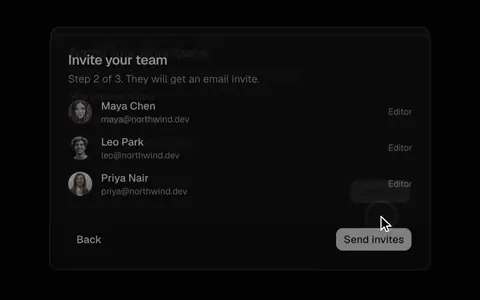 Invite your team
Step 2 of 3. They will get an email invite.
Maya Chen
maya@northwind.dev
Editor
Leo Park
leo@northwind.dev
Editor
Priya Nair
priya@northwind.dev
Editor
Back
Send invites